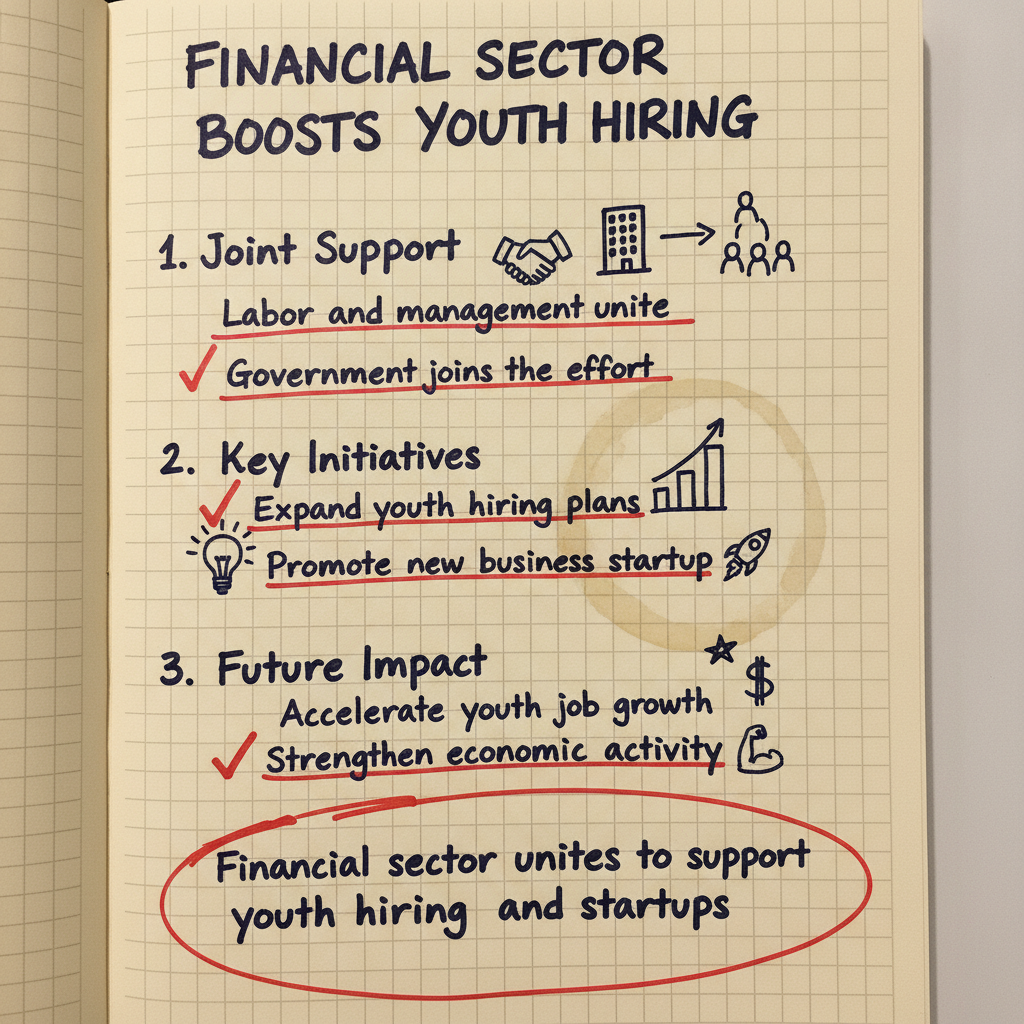 FINANCIAL SECTOR
BOOSTS YOUTH HIRING
1. Joint Support
Labor and management unite
Government joins the effort
2. Key Initiatives
Expand youth hiring plans
Promote new business startup
3. Future Impact
$
Accelerate youth job growth
Strengthen economic activity
Financial sector unites to support
youth hiring and startups